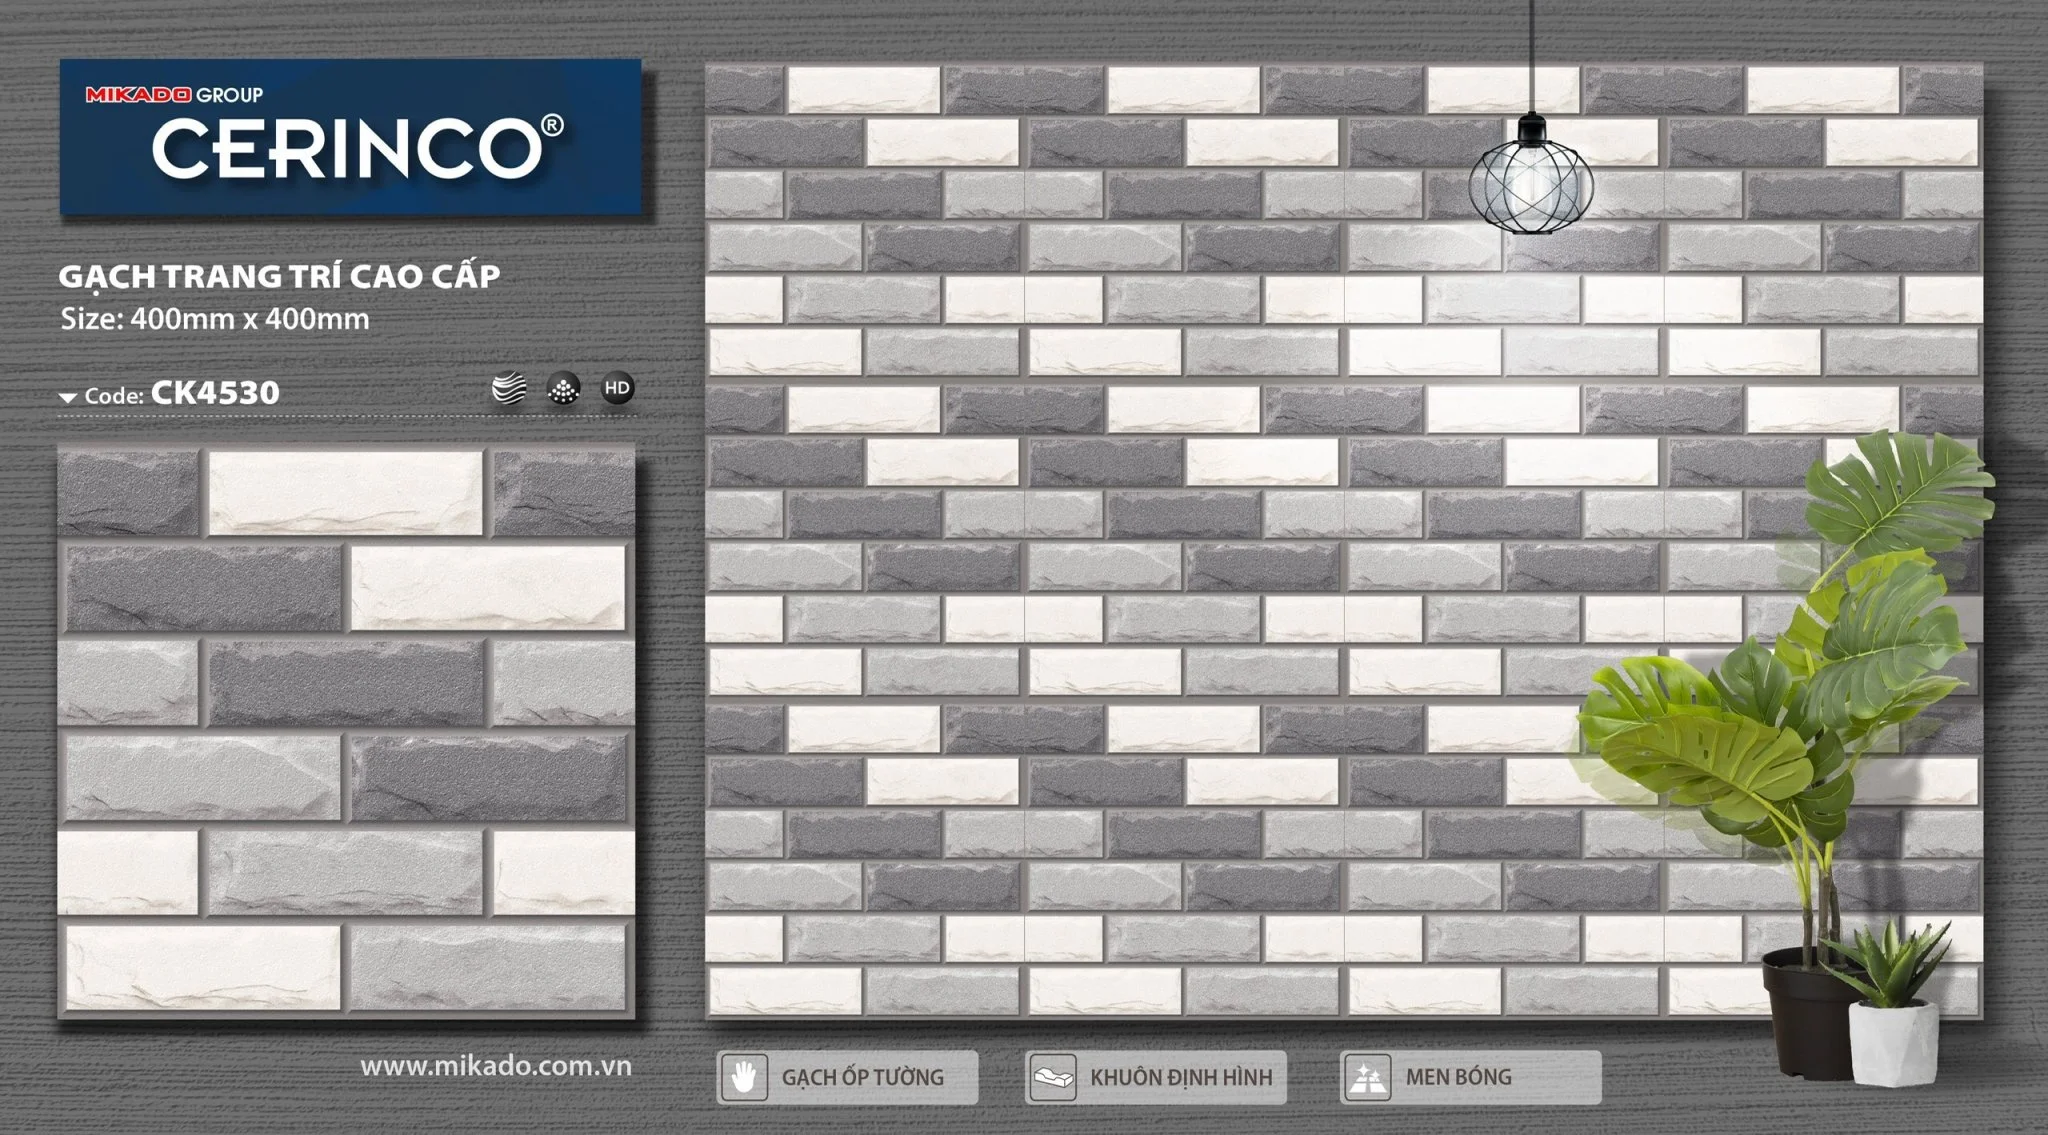 MIKADO GROUP
CERINCO®
GẠCH TRANG TRÍ CAO CẤP
Size: 400mm x 400mm
Code: CK4530
HD
www.mikado.com.vn
GẠCH ỐP TƯỜNG
KHUÔN ĐỊNH HÌNH
MEN BÓNG